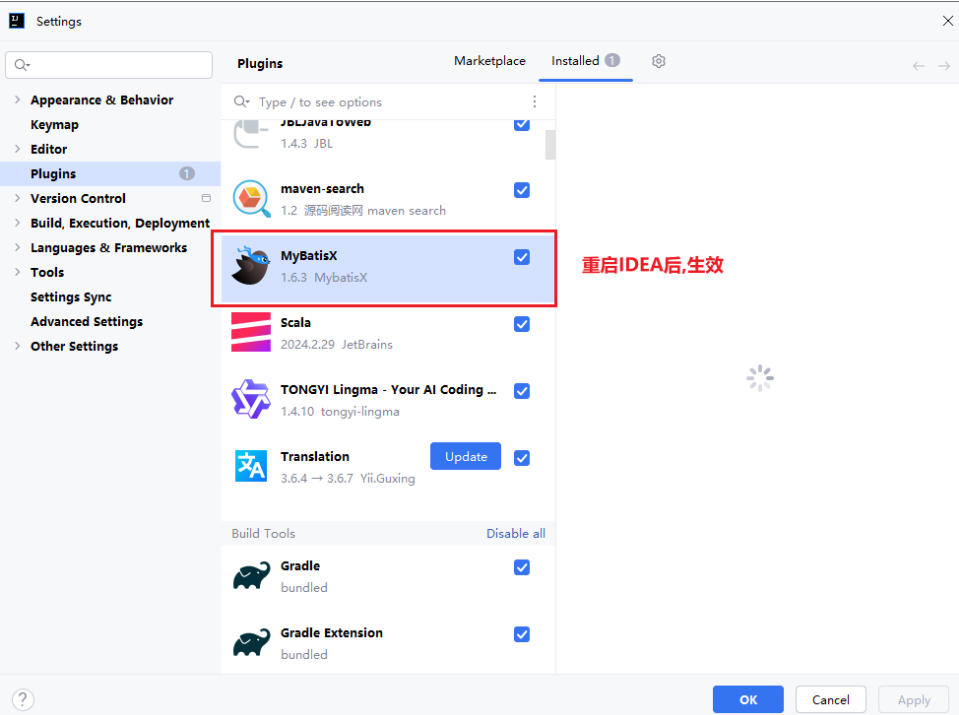 Settings
Plugins
Marketplace
Installed 1
Appearance & Behavior
Keymap
Editor
Plugins 1
Version Control
Build, Execution, Deployment
Languages & Frameworks
Tools
Settings Sync
Advanced Settings
Other Settings
Type / to see options
JBLJavaToWeb
1.4.3 JBL
maven-search
1.2 源码阅读网 maven search
MyBatisX
1.6.3 MybatisX
重启IDEA后,生效
Scala
2024.2.29 JetBrains
TONGYI Lingma - Your AI Coding ...
1.4.10 tongyi-lingma
Translation
3.6.4 → 3.6.7 Yii.Guxing
Update
Build Tools
Disable all
Gradle
bundled
Gradle Extension
bundled
?
OK
Cancel
Apply